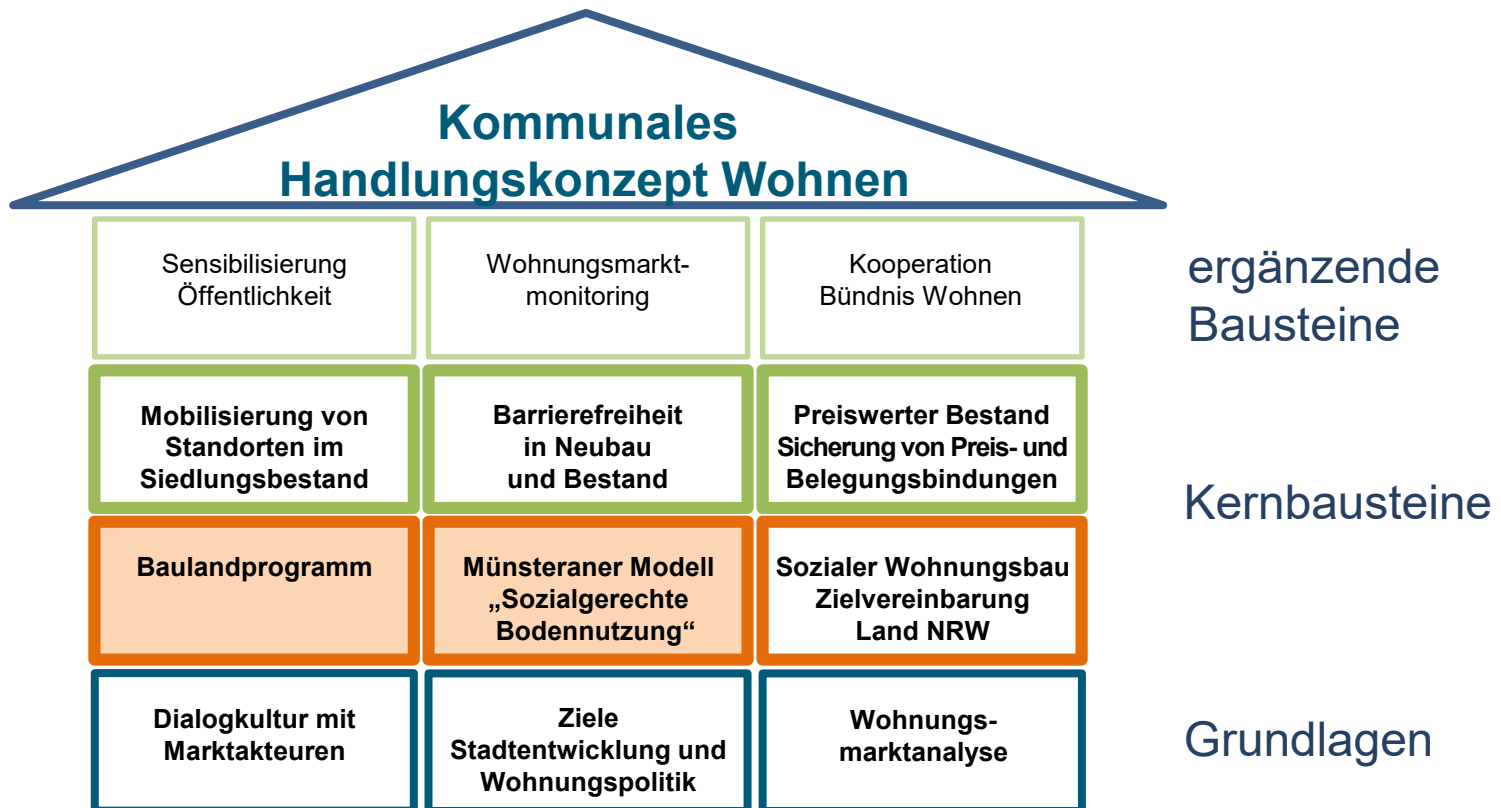 Kommunales
Handlungskonzept Wohnen
Sensibilisierung
Öffentlichkeit
Wohnungsmarkt-
monitoring
Kooperation
Bündnis Wohnen
ergänzende
Bausteine
Mobilisierung von
Standorten im
Siedlungsbestand
Barrierefreiheit
in Neubau
und Bestand
Preiswerter Bestand
Sicherung von Preis- und
Belegungsbindungen
Kernbausteine
Baulandprogramm
Münsteraner Modell
„Sozialgerechte
Bodennutzung“
Sozialer Wohnungsbau
Zielvereinbarung
Land NRW
Dialogkultur mit
Marktakteuren
Ziele
Stadtentwicklung und
Wohnungspolitik
Wohnungs-
marktanalyse
Grundlagen